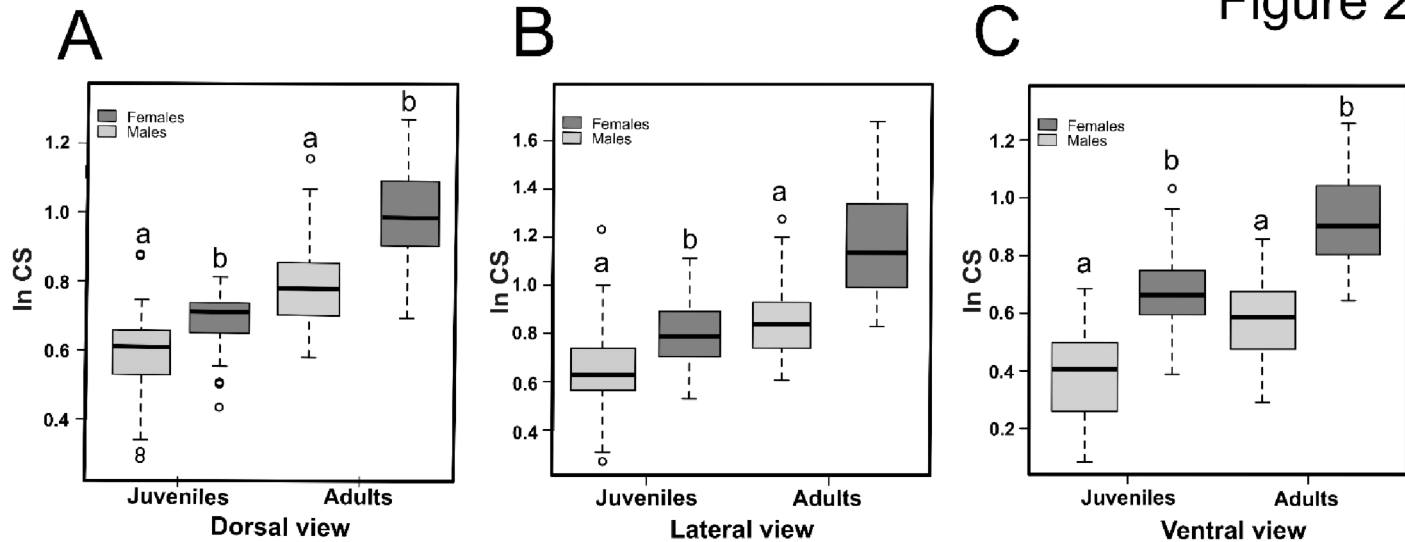 Figure 2
A
Females
Males
a
b
a
b
1.2
1.0
0.8
0.6
0.4
ln CS
Juveniles
Adults
Dorsal view
B
Females
Males
a
b
a
1.6
1.4
1.2
1.0
0.8
0.6
0.4
ln CS
Juveniles
Adults
Lateral view
C
Females
Males
a
b
a
b
1.2
1.0
0.8
0.6
0.4
0.2
ln CS
Juveniles
Adults
Ventral view